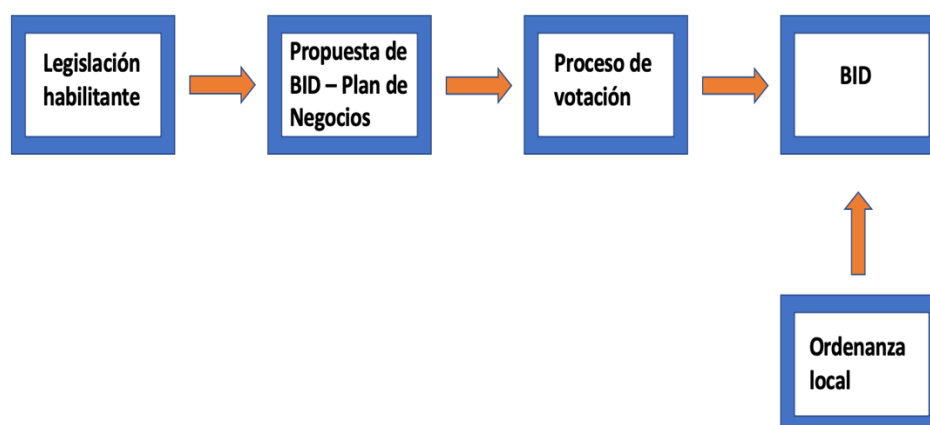 Legislación
habilitante
Propuesta de
BID – Plan de
Negocios
Proceso de
votación
BID
Ordenanza
local